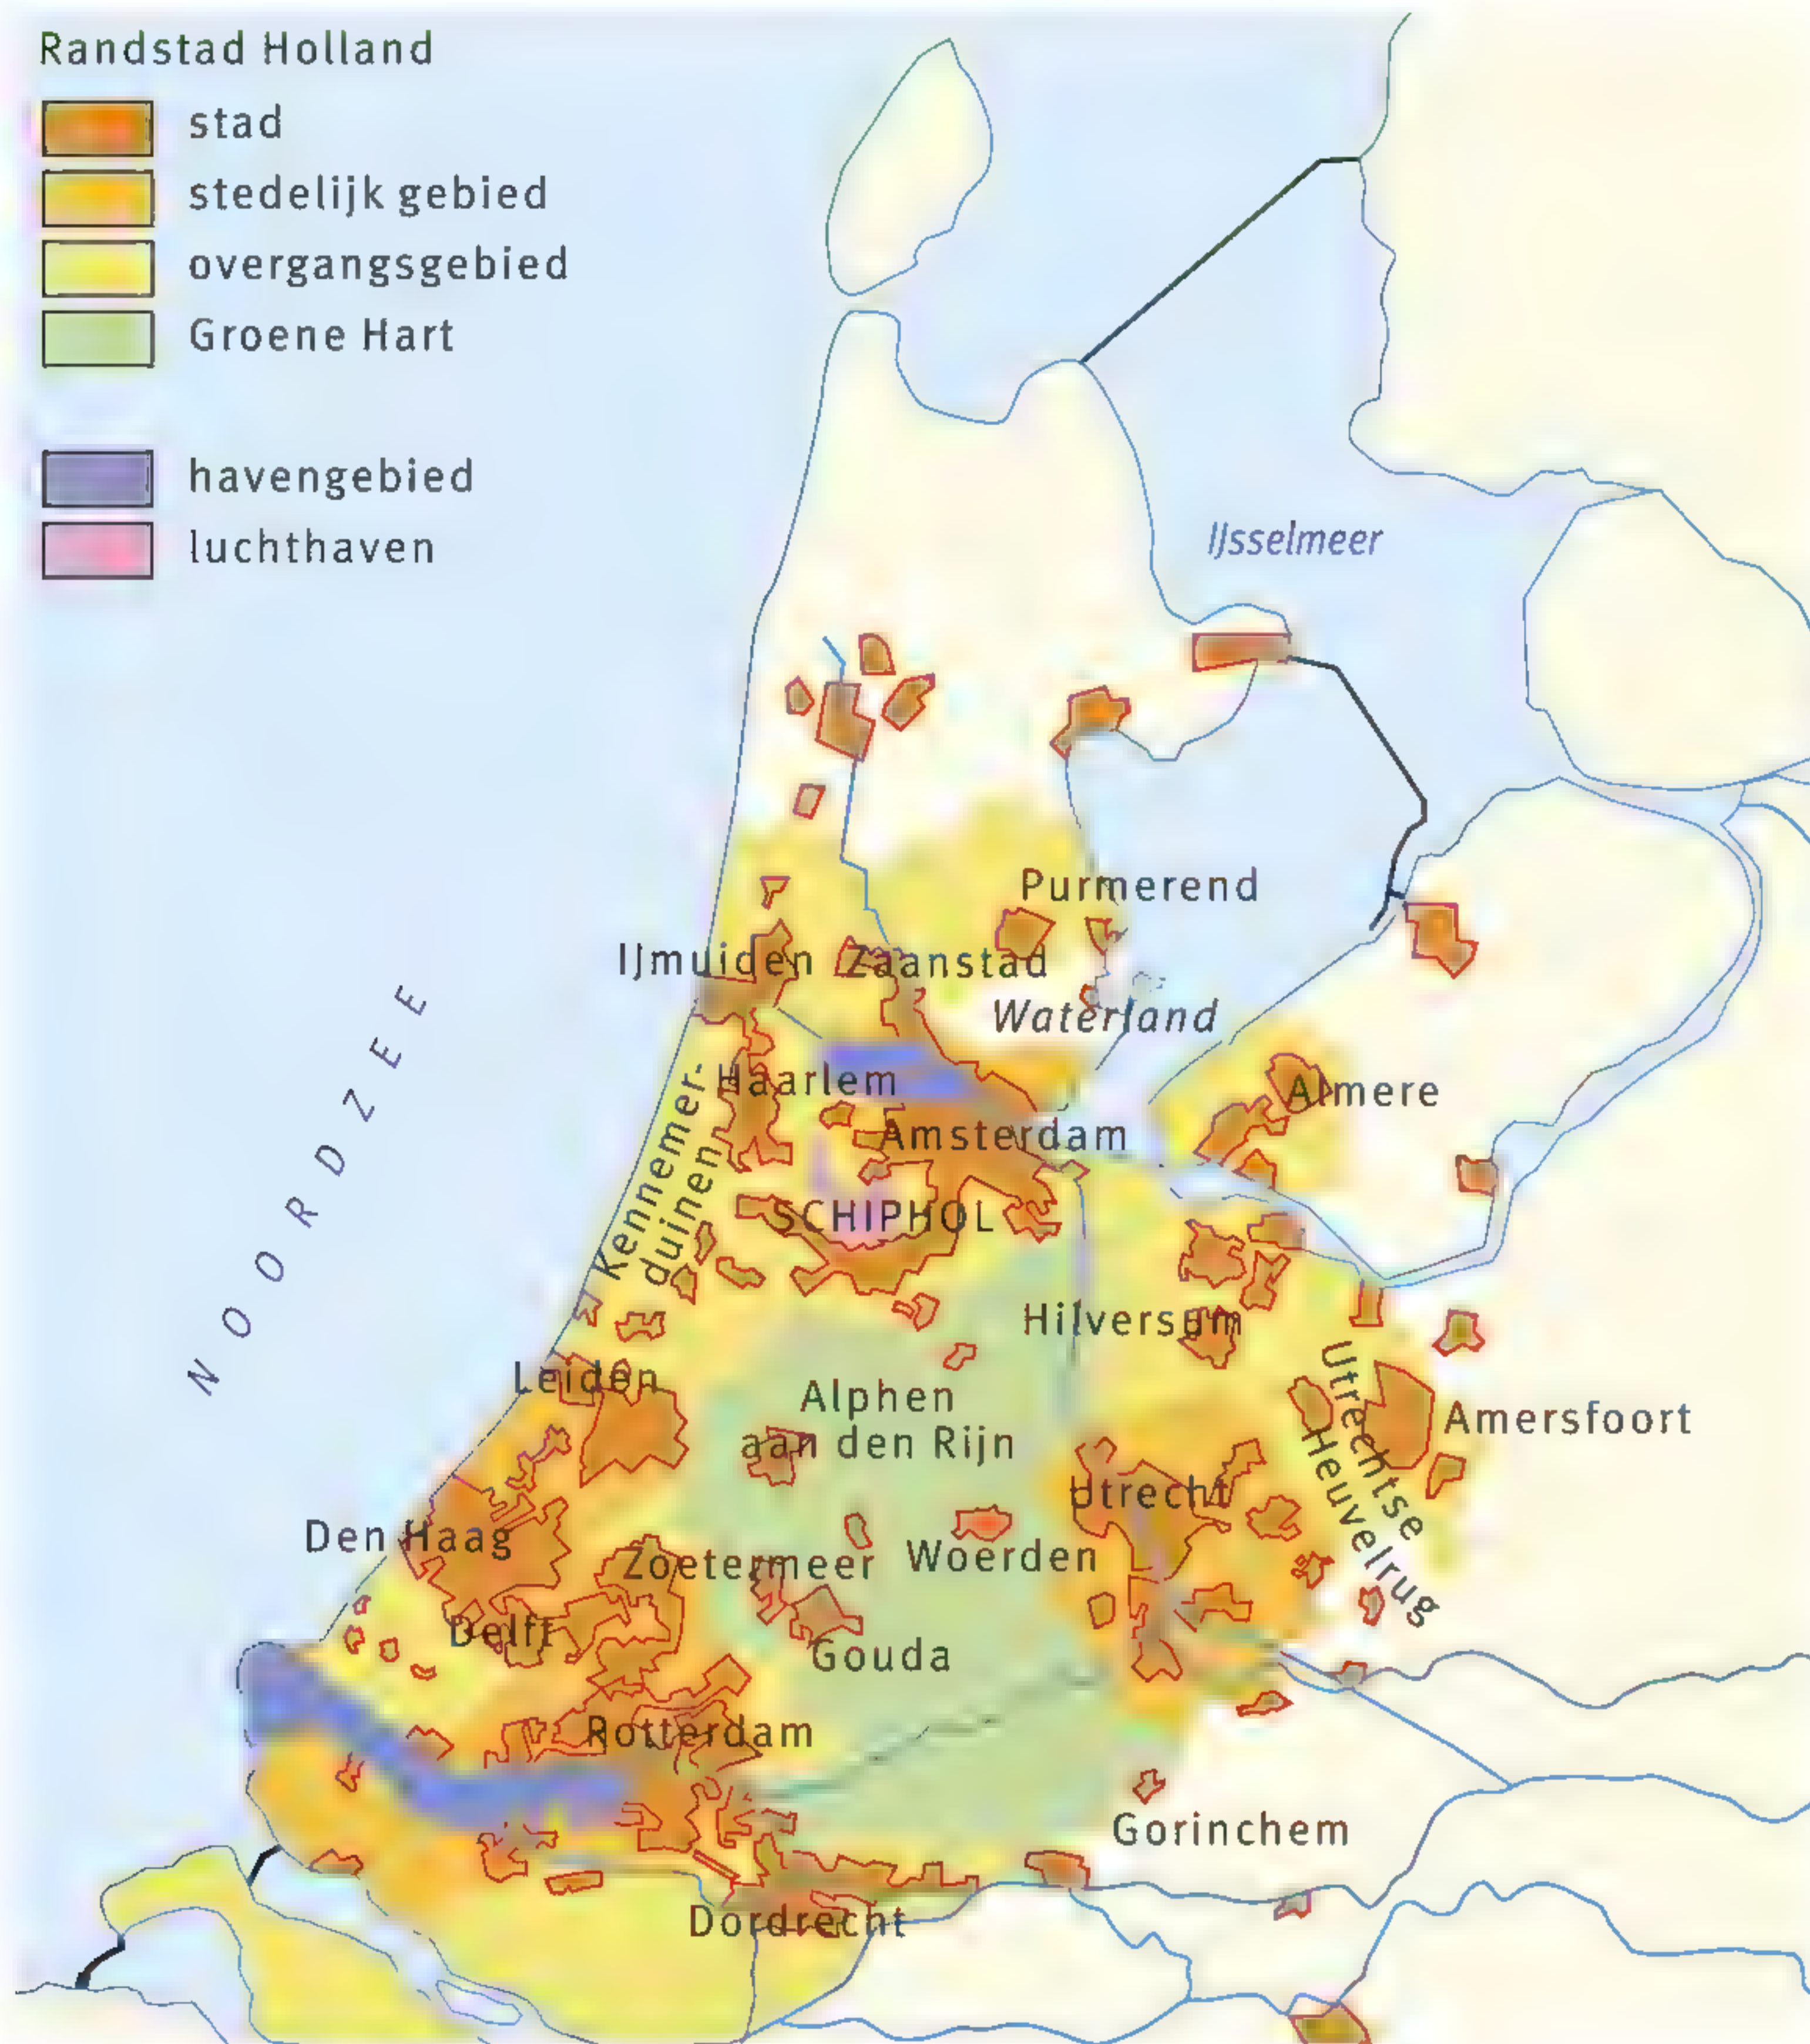 Randstad Holland
stad
stedelijk gebied
overgangsgebied
Groene Hart
havengebied
luchthaven
IJsselmeer
Purmerend
IJmuiden
Zaanstad
Waterland
NOORDZEE
Haarlem
Almere
Kennemer-
duinen
Amsterdam
SCHIPHOL
Hilversum
Leiden
Alphen
aan den Rijn
Utrechtse
Heuvelrug
Amersfoort
Utrecht
Den Haag
Zoetermeer
Woerden
Delft
Gouda
Rotterdam
Gorinchem
Dordrecht